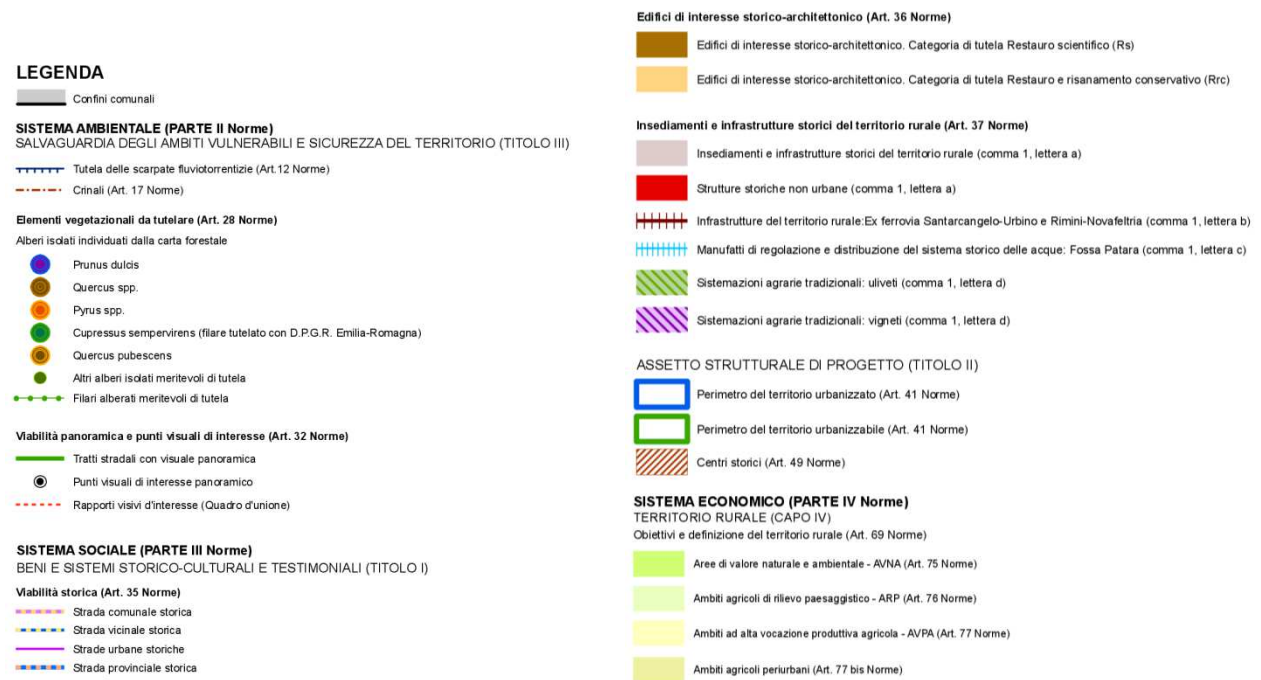 LEGENDA
Confini comunali
SISTEMA AMBIENTALE (PARTE II Norme)
SALVAGUARDIA DEGLI AMBITI VULNERABILI E SICUREZZA DEL TERRITORIO (TITOLO III)
Tutela delle scarpate fluviotorrentizie (Art.12 Norme)
Crinali (Art. 17 Norme)
Elementi vegetazionali da tutelare (Art. 28 Norme)
Alberi isolati individuati dalla carta forestale
Prunus dulcis
Quercus spp.
Pyrus spp.
Cupressus sempervirens (filare tutelato con D.P.G.R. Emilia-Romagna)
Quercus pubescens
Altri alberi isolati meritevoli di tutela
Filari alberati meritevoli di tutela
Viabilità panoramica e punti visuali di interesse (Art. 32 Norme)
Tratti stradali con visuale panoramica
Punti visuali di interesse panoramico
Rapporti visivi d'interesse (Quadro d'unione)
SISTEMA SOCIALE (PARTE III Norme)
BENI E SISTEMI STORICO-CULTURALI E TESTIMONIALI (TITOLO I)
Viabilità storica (Art. 35 Norme)
Strada comunale storica
Strada vicinale storica
Strade urbane storiche
Strada provinciale storica
Edifici di interesse storico-architettonico (Art. 36 Norme)
Edifici di interesse storico-architettonico. Categoria di tutela Restauro scientifico (Rs)
Edifici di interesse storico-architettonico. Categoria di tutela Restauro e risanamento conservativo (Rrc)
Insediamenti e infrastrutture storici del territorio rurale (Art. 37 Norme)
Insediamenti e infrastrutture storici del territorio rurale (comma 1, lettera a)
Strutture storiche non urbane (comma 1, lettera a)
Infrastrutture del territorio rurale:Ex ferrovia Santarcangelo-Urbino e Rimini-Novafeltria (comma 1, lettera b)
Manufatti di regolazione e distribuzione del sistema storico delle acque: Fossa Patara (comma 1, lettera c)
Sistemazioni agrarie tradizionali: uliveti (comma 1, lettera d)
Sistemazioni agrarie tradizionali: vigneti (comma 1, lettera d)
ASSETTO STRUTTURALE DI PROGETTO (TITOLO II)
Perimetro del territorio urbanizzato (Art. 41 Norme)
Perimetro del territorio urbanizzabile (Art. 41 Norme)
Centri storici (Art. 49 Norme)
SISTEMA ECONOMICO (PARTE IV Norme)
TERRITORIO RURALE (CAPO IV)
Obiettivi e definizione del territorio rurale (Art. 69 Norme)
Aree di valore naturale e ambientale - AVNA (Art. 75 Norme)
Ambiti agricoli di rilievo paesaggistico - ARP (Art. 76 Norme)
Ambiti ad alta vocazione produttiva agricola - AVPA (Art. 77 Norme)
Ambiti agricoli periurbani (Art. 77 bis Norme)